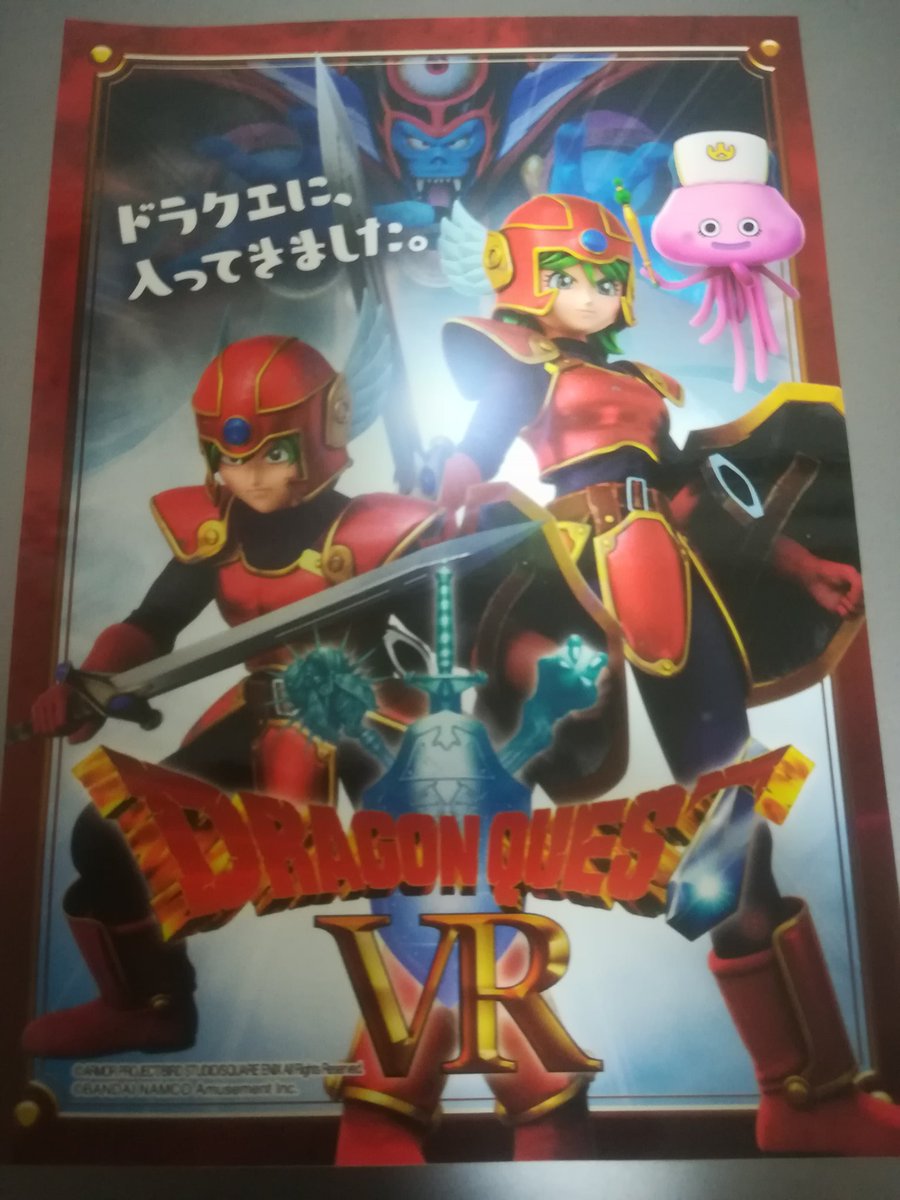 ドラクエに、
入ってきました。
DRAGON QUEST
VR
©ARMOR PROJECT/BIRD STUDIO/SQUARE ENIX All Rights Reserved.
©BANDAI NAMCO Amusement Inc.